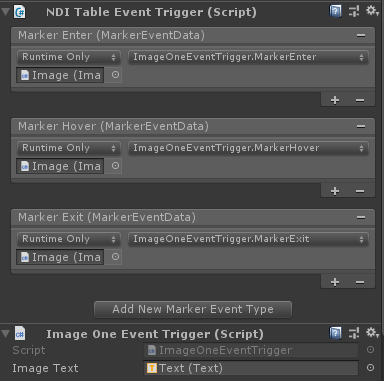 NDI Table Event Trigger (Script)
Marker Enter (MarkerEventData)
Runtime Only ImageOneEventTrigger.MarkerEnter
Image (Ima
Marker Hover (MarkerEventData)
Runtime Only ImageOneEventTrigger.MarkerHover
Image (Ima
Marker Exit (MarkerEventData)
Runtime Only ImageOneEventTrigger.MarkerExit
Image (Ima
Add New Marker Event Type
Image One Event Trigger (Script)
Script ImageOneEventTrigger
Image Text Text (Text)